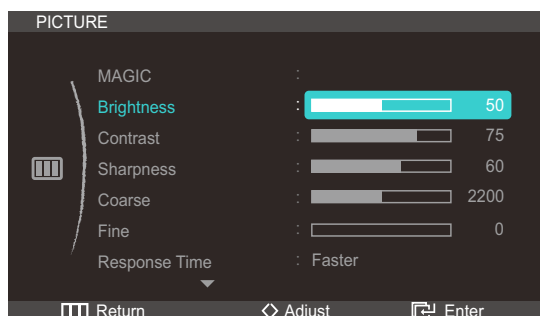 PICTURE
MAGIC :
Brightness : 50
Contrast : 75
Sharpness : 60
Coarse : 2200
Fine : 0
Response Time : Faster
Return Adjust Enter